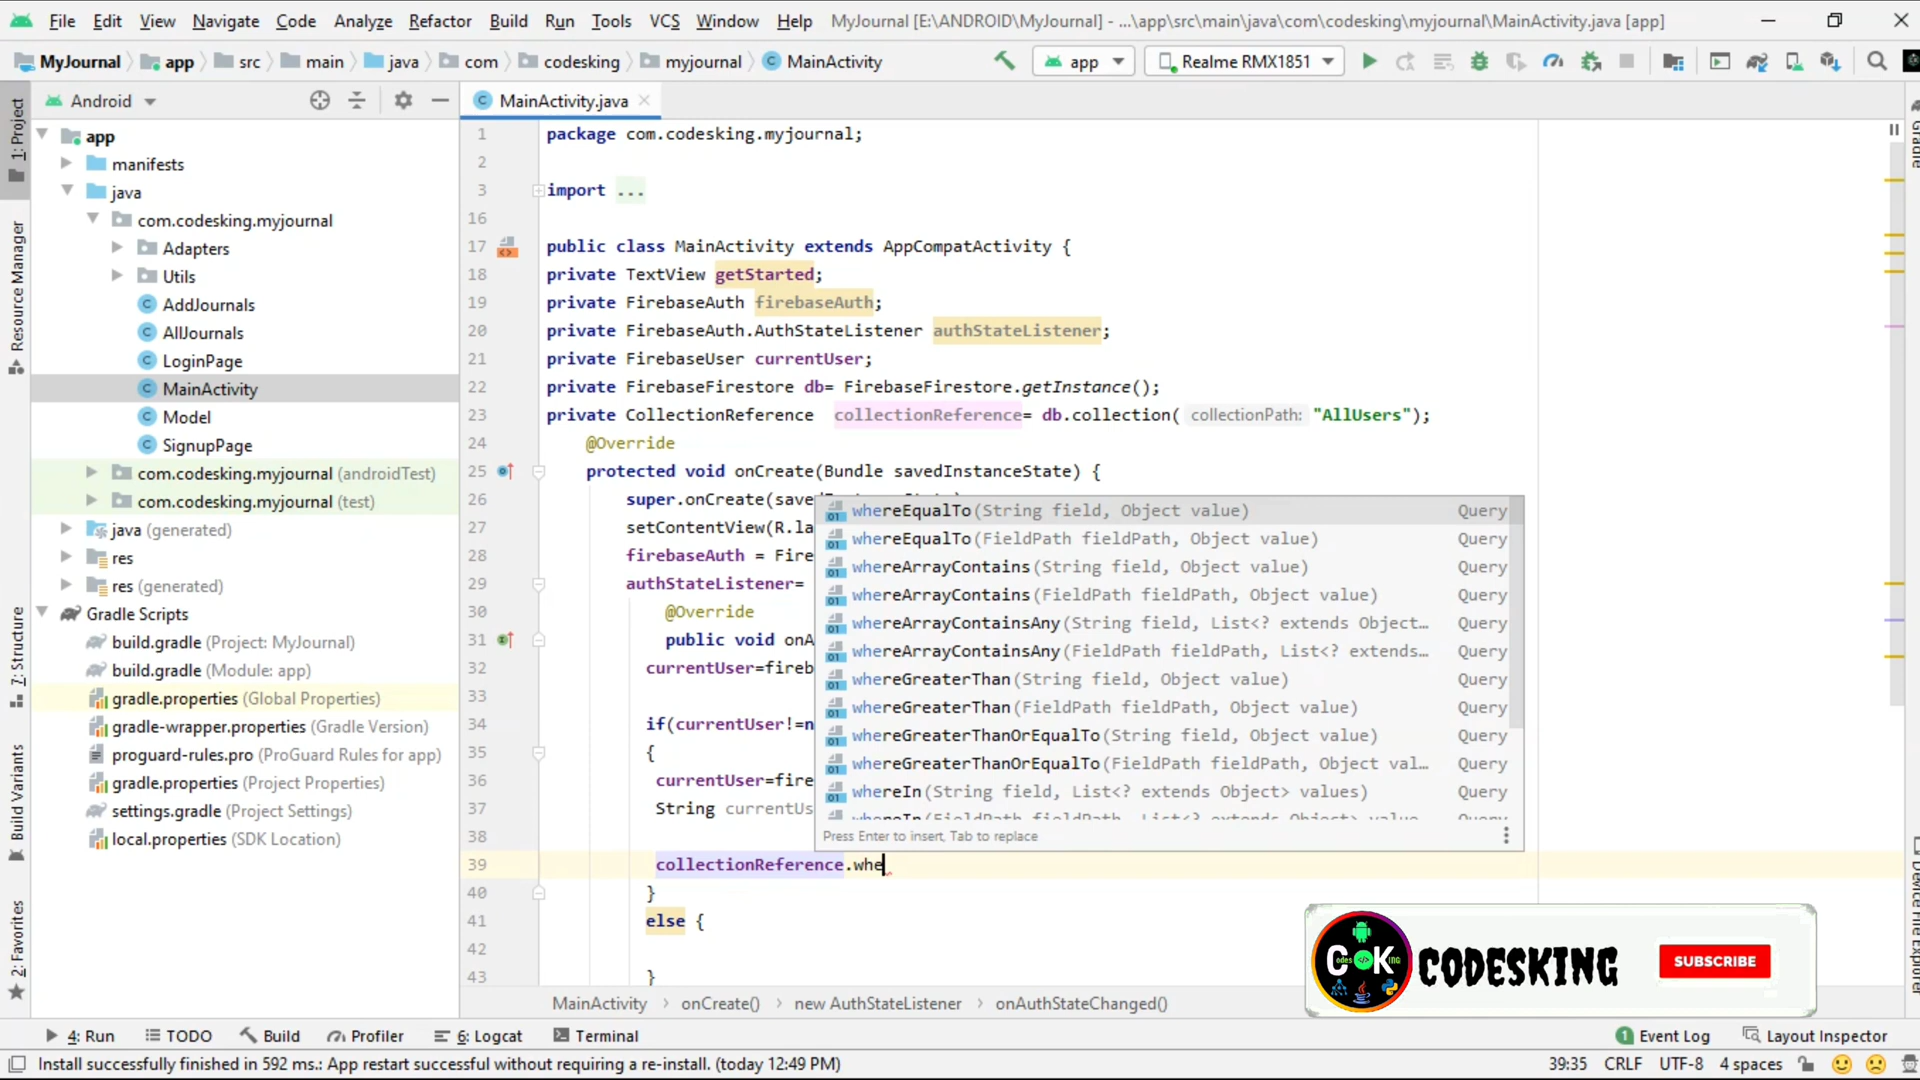 File Edit View Navigate Code Analyze Refactor Build Run Tools VCS Window Help MyJournal [E:\ANDROID\MyJournal] - ...\app\src\main\java\com\codesking\myjournal\MainActivity.java [app]
MyJournal app src main java com codesking myjournal MainActivity app Realme RMX1851
Android MainActivity.java
1: Project
Resource Manager
7: Structure
Build Variants
2: Favorites
app
manifests
java
com.codesking.myjournal
Adapters
Utils
AddJournals
AllJournals
LoginPage
MainActivity
Model
SignupPage
com.codesking.myjournal (androidTest)
com.codesking.myjournal (test)
java (generated)
res
res (generated)
Gradle Scripts
build.gradle (Project: MyJournal)
build.gradle (Module: app)
gradle.properties (Global Properties)
gradle-wrapper.properties (Gradle Version)
proguard-rules.pro (ProGuard Rules for app)
gradle.properties (Project Properties)
settings.gradle (Project Settings)
local.properties (SDK Location)
1 package com.codesking.myjournal;
2
3 import ...
16
17 public class MainActivity extends AppCompatActivity {
18 private TextView getStarted;
19 private FirebaseAuth firebaseAuth;
20 private FirebaseAuth.AuthStateListener authStateListener;
21 private FirebaseUser currentUser;
22 private FirebaseFirestore db= FirebaseFirestore.getInstance();
23 private CollectionReference collectionReference= db.collection( collectionPath: "AllUsers");
24 @Override
25 protected void onCreate(Bundle savedInstanceState) {
26 super.onCreate(save
27 setContentView(R.la
28 firebaseAuth = Fire
29 authStateListener=
30 @Override
31 public void onA
32 currentUser=fireb
33
34 if(currentUser!=n
35 {
36 currentUser=fire
37 String currentUs
38
39 collectionReference.whe
40 }
41 else {
42
43 }
whereEqualTo(String field, Object value) Query
whereEqualTo(FieldPath fieldPath, Object value) Query
whereArrayContains(String field, Object value) Query
whereArrayContains(FieldPath fieldPath, Object value) Query
whereArrayContainsAny(String field, List<? extends Object… Query
whereArrayContainsAny(FieldPath fieldPath, List<? extends… Query
whereGreaterThan(String field, Object value) Query
whereGreaterThan(FieldPath fieldPath, Object value) Query
whereGreaterThanOrEqualTo(String field, Object value) Query
whereGreaterThanOrEqualTo(FieldPath fieldPath, Object val… Query
whereIn(String field, List<? extends Object> values) Query
Press Enter to insert, Tab to replace
Gradle
CODESKING SUBSCRIBE
MainActivity onCreate() new AuthStateListener onAuthStateChanged()
4: Run TODO Build Profiler 6: Logcat Terminal 1 Event Log Layout Inspector
Install successfully finished in 592 ms.: App restart successful without requiring a re-install. (today 12:49 PM) 39:35 CRLF UTF-8 4 spaces